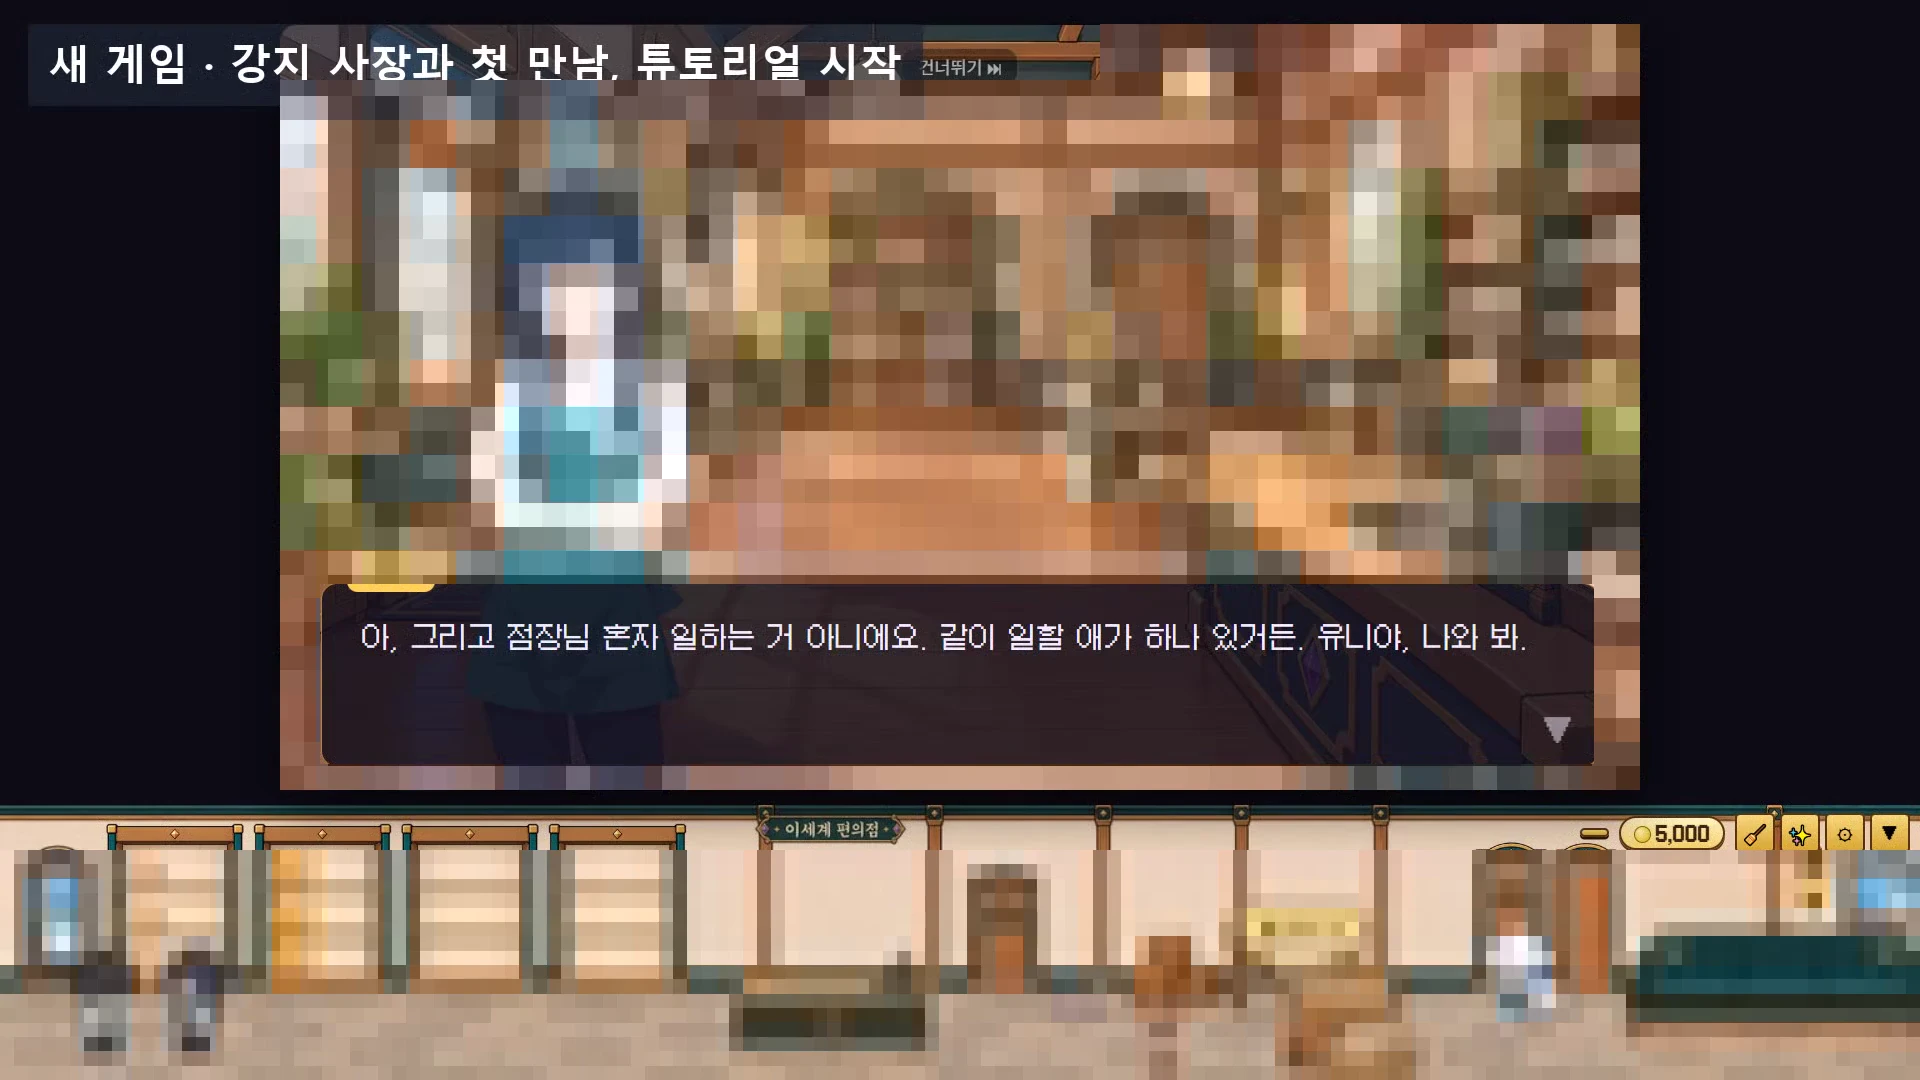 새 게임 · 강지 사장과 첫 만남, 튜토리얼 시작
건너뛰기
아, 그리고 점장님 혼자 일하는 거 아니에요. 같이 일할 애가 하나 있거든. 유니야, 나와 봐.
이세계 편의점
5,000